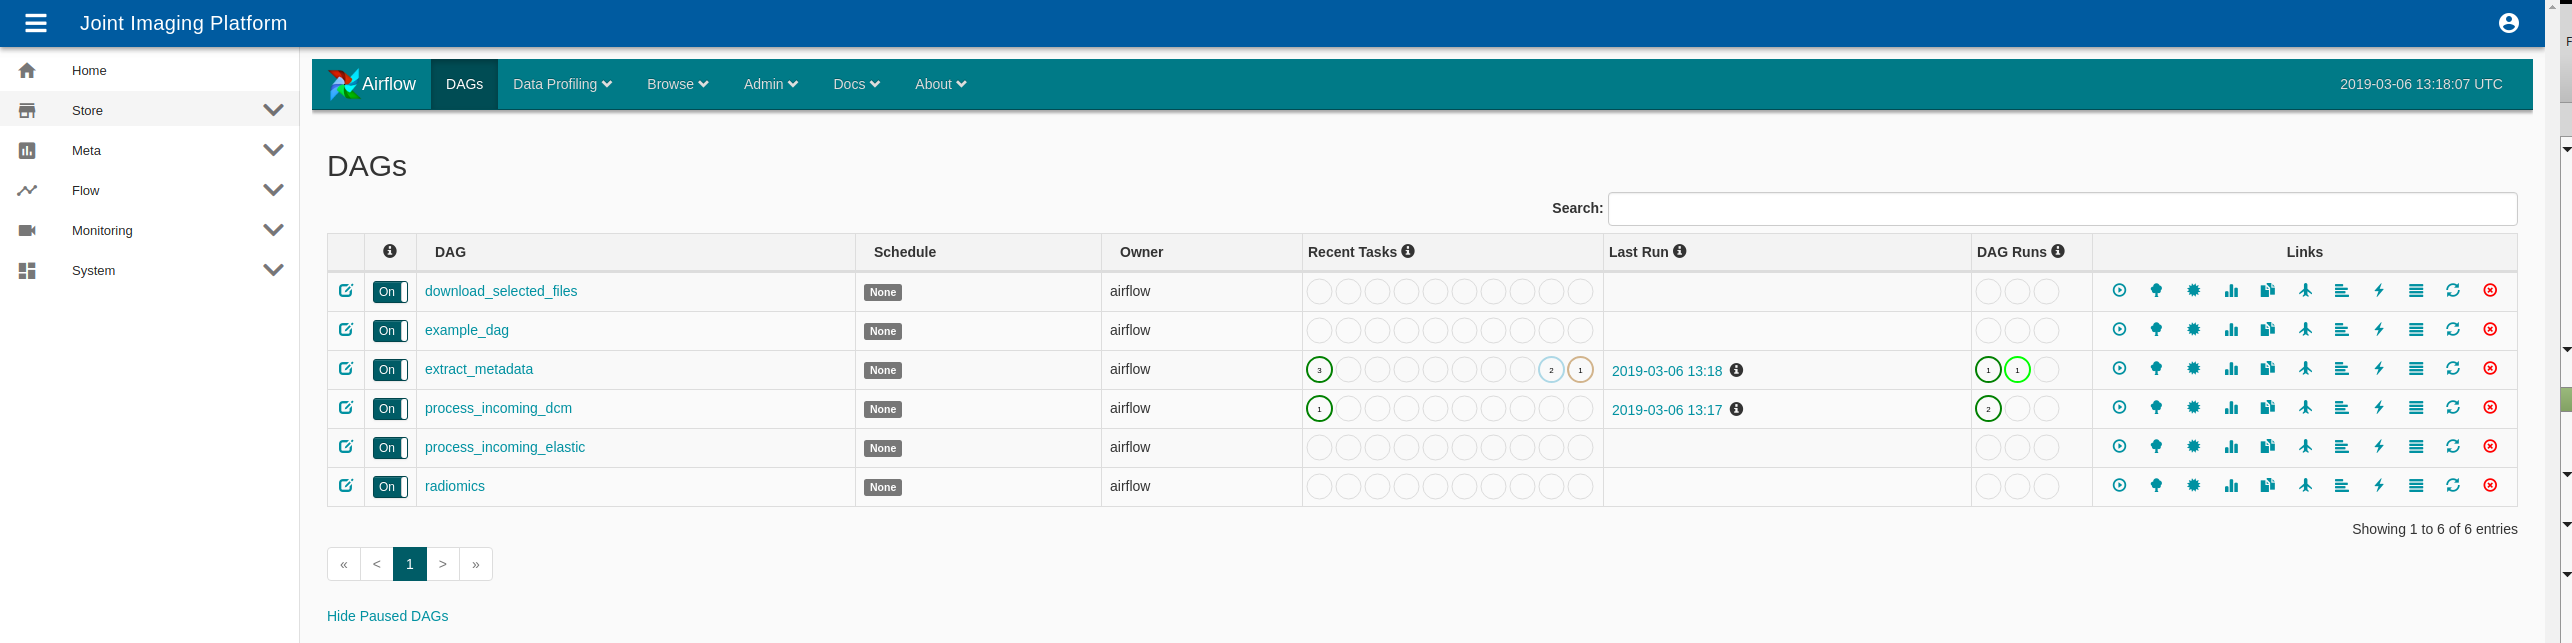 Joint Imaging Platform
Home
Store
Meta
Flow
Monitoring
System
Airflow DAGs Data Profiling Browse Admin Docs About 2019-03-06 13:18:07 UTC
DAGs
Search:
DAG Schedule Owner Recent Tasks Last Run DAG Runs Links
On download_selected_files None airflow
On example_dag None airflow
On extract_metadata None airflow 3 2 1 2019-03-06 13:18 1 1
On process_incoming_dcm None airflow 1 2019-03-06 13:17 2
On process_incoming_elastic None airflow
On radiomics None airflow
Showing 1 to 6 of 6 entries
« < 1 > »
Hide Paused DAGs